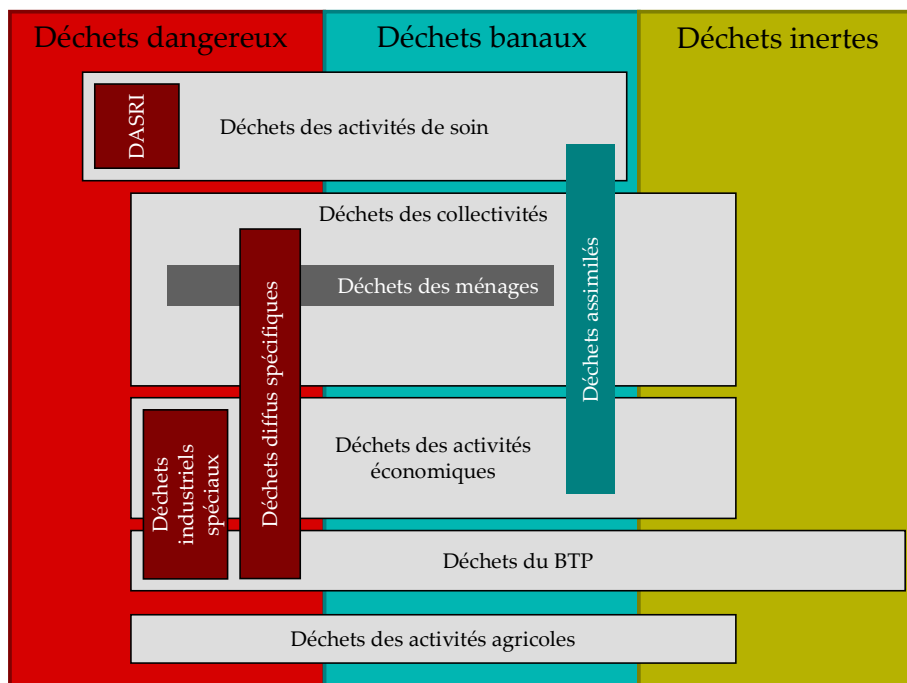 Déchets dangereux
Déchets banaux
Déchets inertes
DASRI
Déchets des activités de soin
Déchets des collectivités
Déchets des ménages
Déchets assimilés
Déchets diffus spécifiques
Déchets
industriels
spéciaux
Déchets des activités
économiques
Déchets du BTP
Déchets des activités agricoles